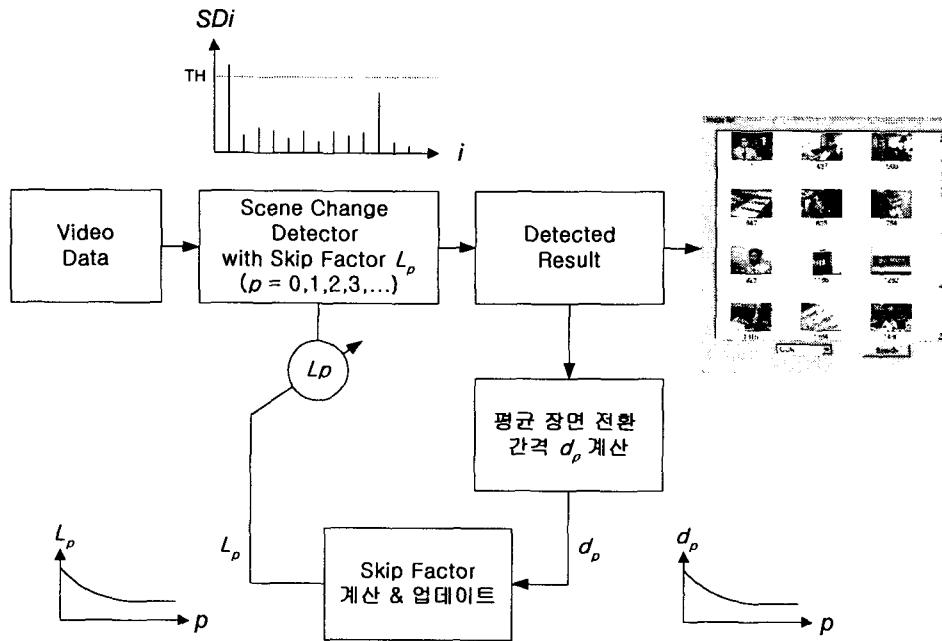 SDi
TH
i
Video
Data
Scene Change
Detector
with Skip Factor Lp
(p = 0,1,2,3,...)
Detected
Result
Lp
평균 장면 전환
간격 dp 계산
Lp
dp
Skip Factor
계산 & 업데이트
Lp
p
dp
p